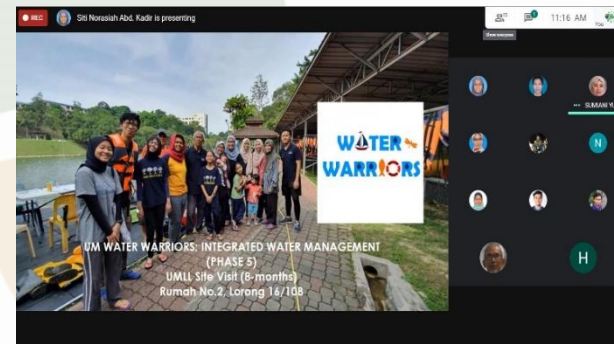 REC
Siti Norasiah Abd. Kadir is presenting
11:16 AM
You
WATER
WARRIORS
UM WATER WARRIORS: INTEGRATED WATER MANAGEMENT
(PHASE 5)
UMLL Site Visit (8-months)
Rumah No.2, Lorong 16/10B
N
H